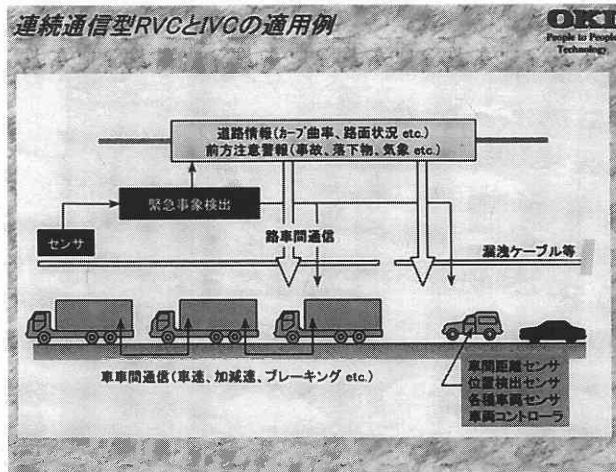 連続通信型RVCとIVCの適用例
OKI
People to People
Technology
道路情報(ｶｰﾌﾞ曲率、路面状況 etc.)
前方注意警報(事故、落下物、気象 etc.)
緊急事象検出
センサ
路車間通信
漏洩ケーブル等
車車間通信(車速、加減速、ブレーキング etc.)
車間距離センサ
位置検出センサ
各種車両センサ
車両コントローラ